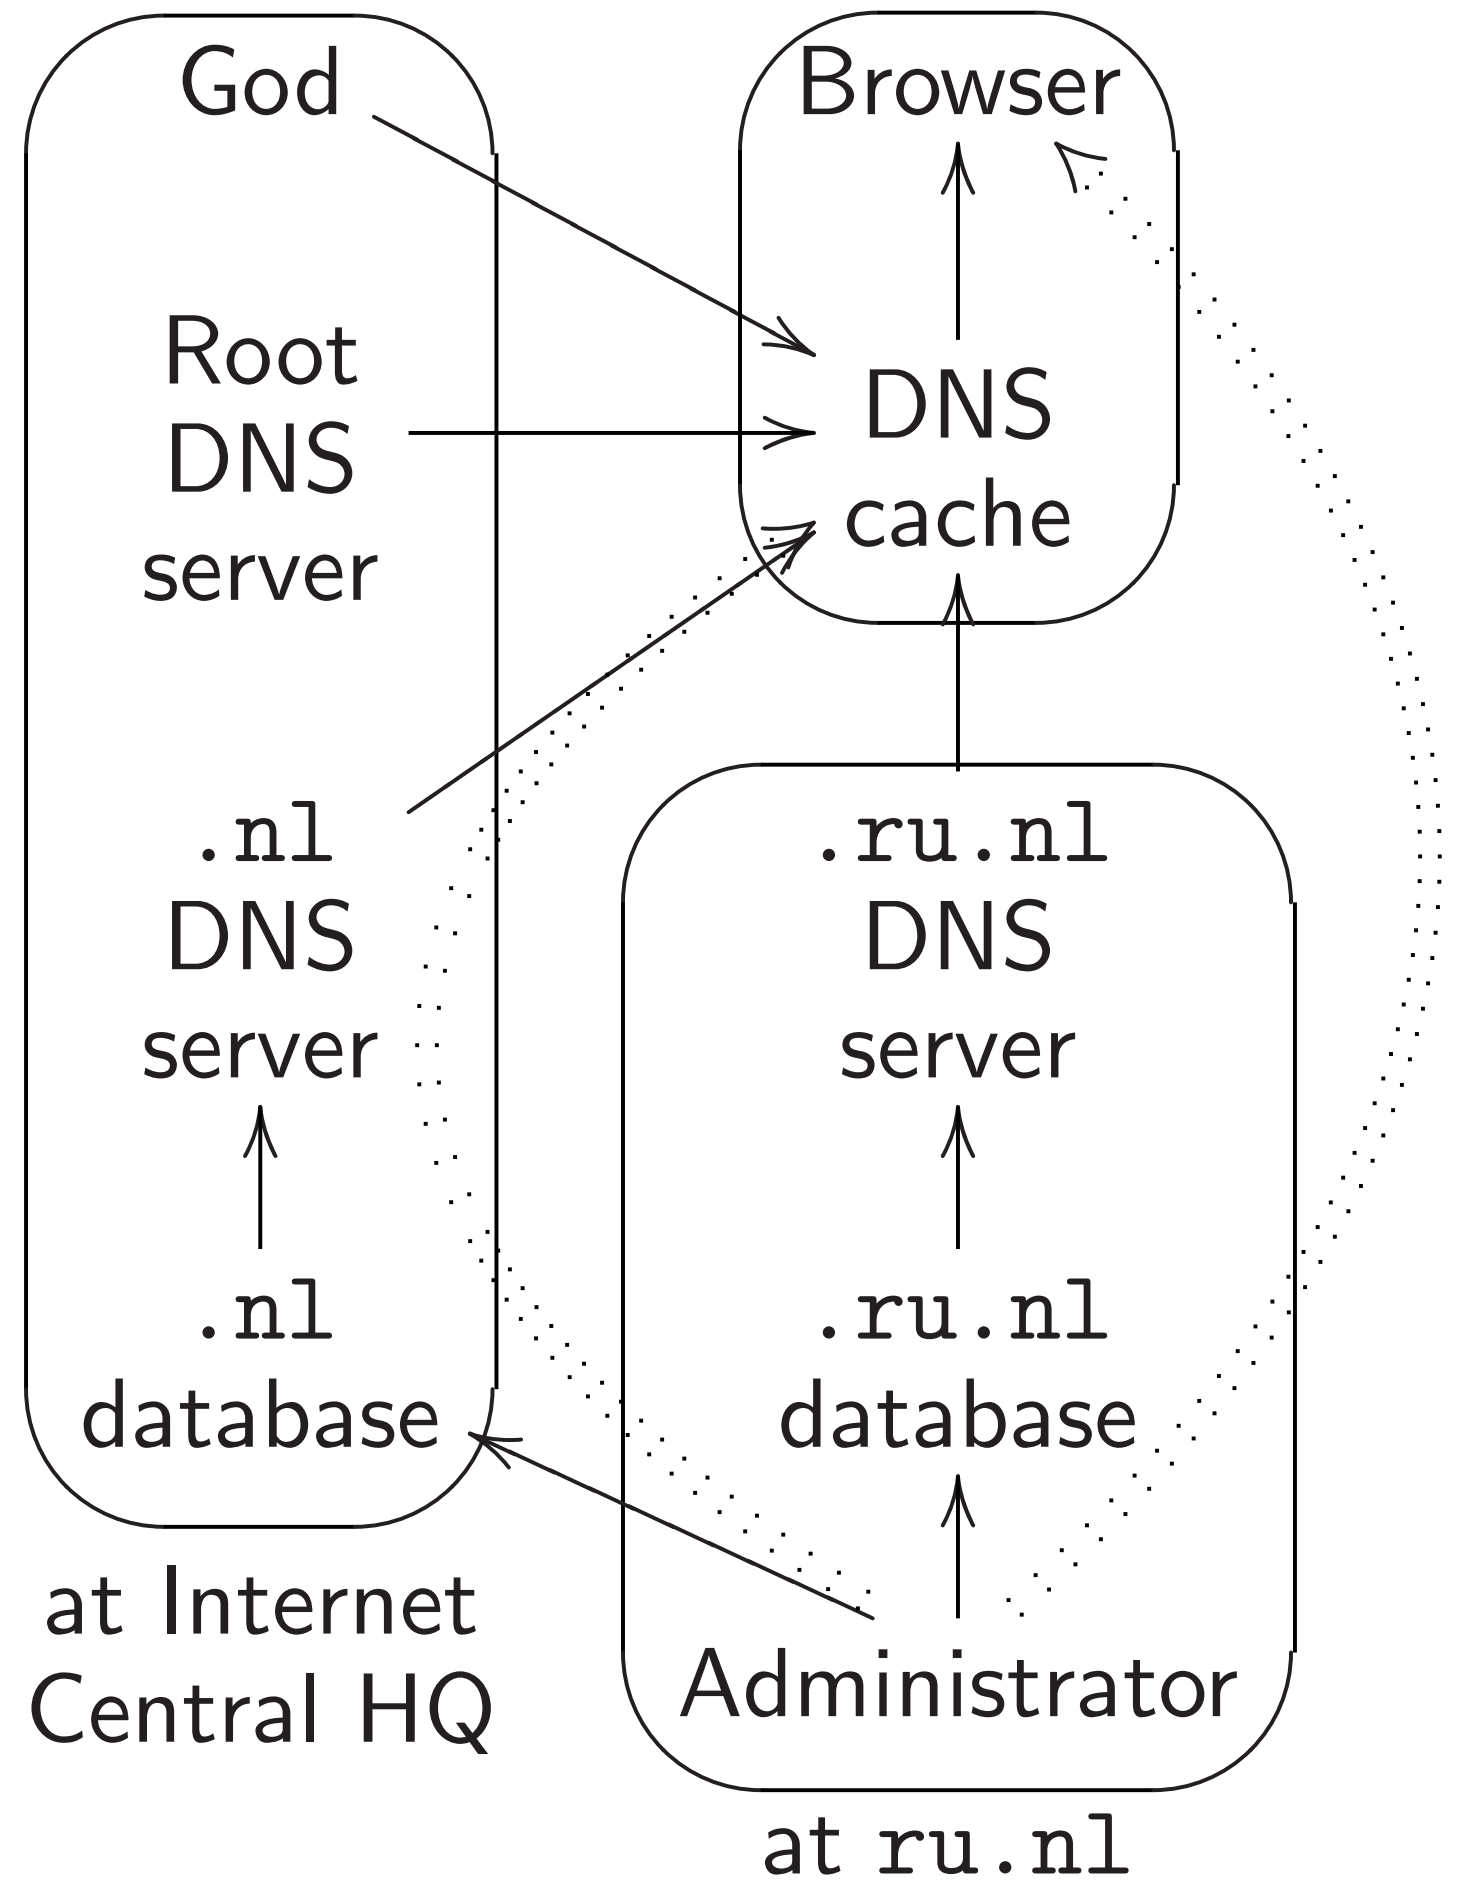 God
Root
DNS
server
.nl
DNS
server
.nl
database
at Internet
Central HQ
Browser
DNS
cache
.ru.nl
DNS
server
.ru.nl
database
Administrator
at ru.nl